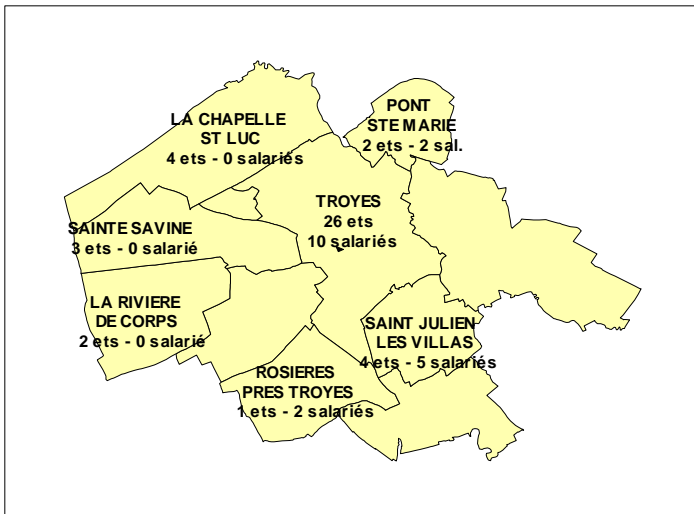 LA CHAPELLE
ST LUC
4 ets - 0 salariés
PONT
STE MARIE
2 ets - 2 sal.
TROYES
26 ets
10 salariés
SAINTE SAVINE
3 ets - 0 salarié
LA RIVIERE
DE CORPS
2 ets - 0 salarié
SAINT JULIEN
LES VILLAS
4 ets - 5 salariés
ROSIERES
PRES TROYES
1 ets - 2 salariés